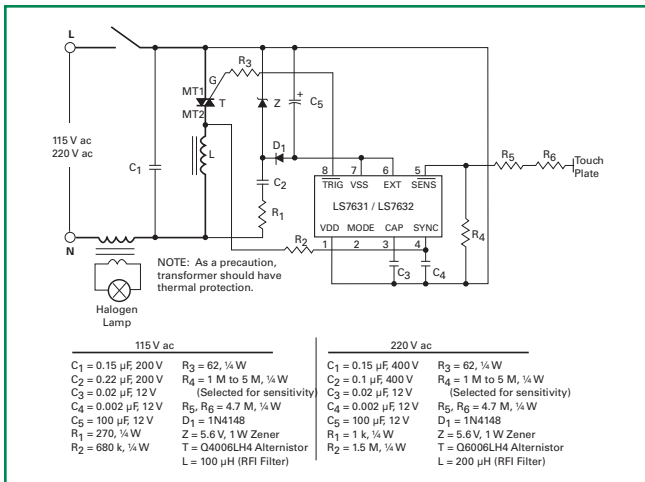 L
115 V ac
220 V ac
N
C1
MT1
G
T
MT2
L
R3
Z
+
C5
D1
C2
R1
R2
8 7 6 5
TRIG VSS EXT SENS
LS7631 / LS7632
VDD MODE CAP SYNC
1 2 3 4
C3
C4
R4
R5
R6
Touch
Plate
NOTE: As a precaution,
transformer should have
thermal protection.
Halogen
Lamp
115 V ac
C1 = 0.15 μF, 200 V
C2 = 0.22 μF, 200 V
C3 = 0.02 μF, 12 V
C4 = 0.002 μF, 12 V
C5 = 100 μF, 12 V
R1 = 270, ¼ W
R2 = 680 k, ¼ W
R3 = 62, ¼ W
R4 = 1 M to 5 M, ¼ W
(Selected for sensitivity)
R5, R6 = 4.7 M, ¼ W
D1 = 1N4148
Z = 5.6 V, 1 W Zener
T = Q4006LH4 Alternistor
L = 100 μH (RFI Filter)
220 V ac
C1 = 0.15 μF, 400 V
C2 = 0.1 μF, 400 V
C3 = 0.02 μF, 12 V
C4 = 0.002 μF, 12 V
C5 = 100 μF, 12 V
R1 = 1 k, ¼ W
R2 = 1.5 M, ¼ W
R3 = 62, ¼ W
R4 = 1 M to 5 M, ¼ W
(Selected for sensitivity)
R5, R6 = 4.7 M, ¼ W
D1 = 1N4148
Z = 5.6 V, 1 W Zener
T = Q6006LH4 Alternistor
L = 200 μH (RFI Filter)